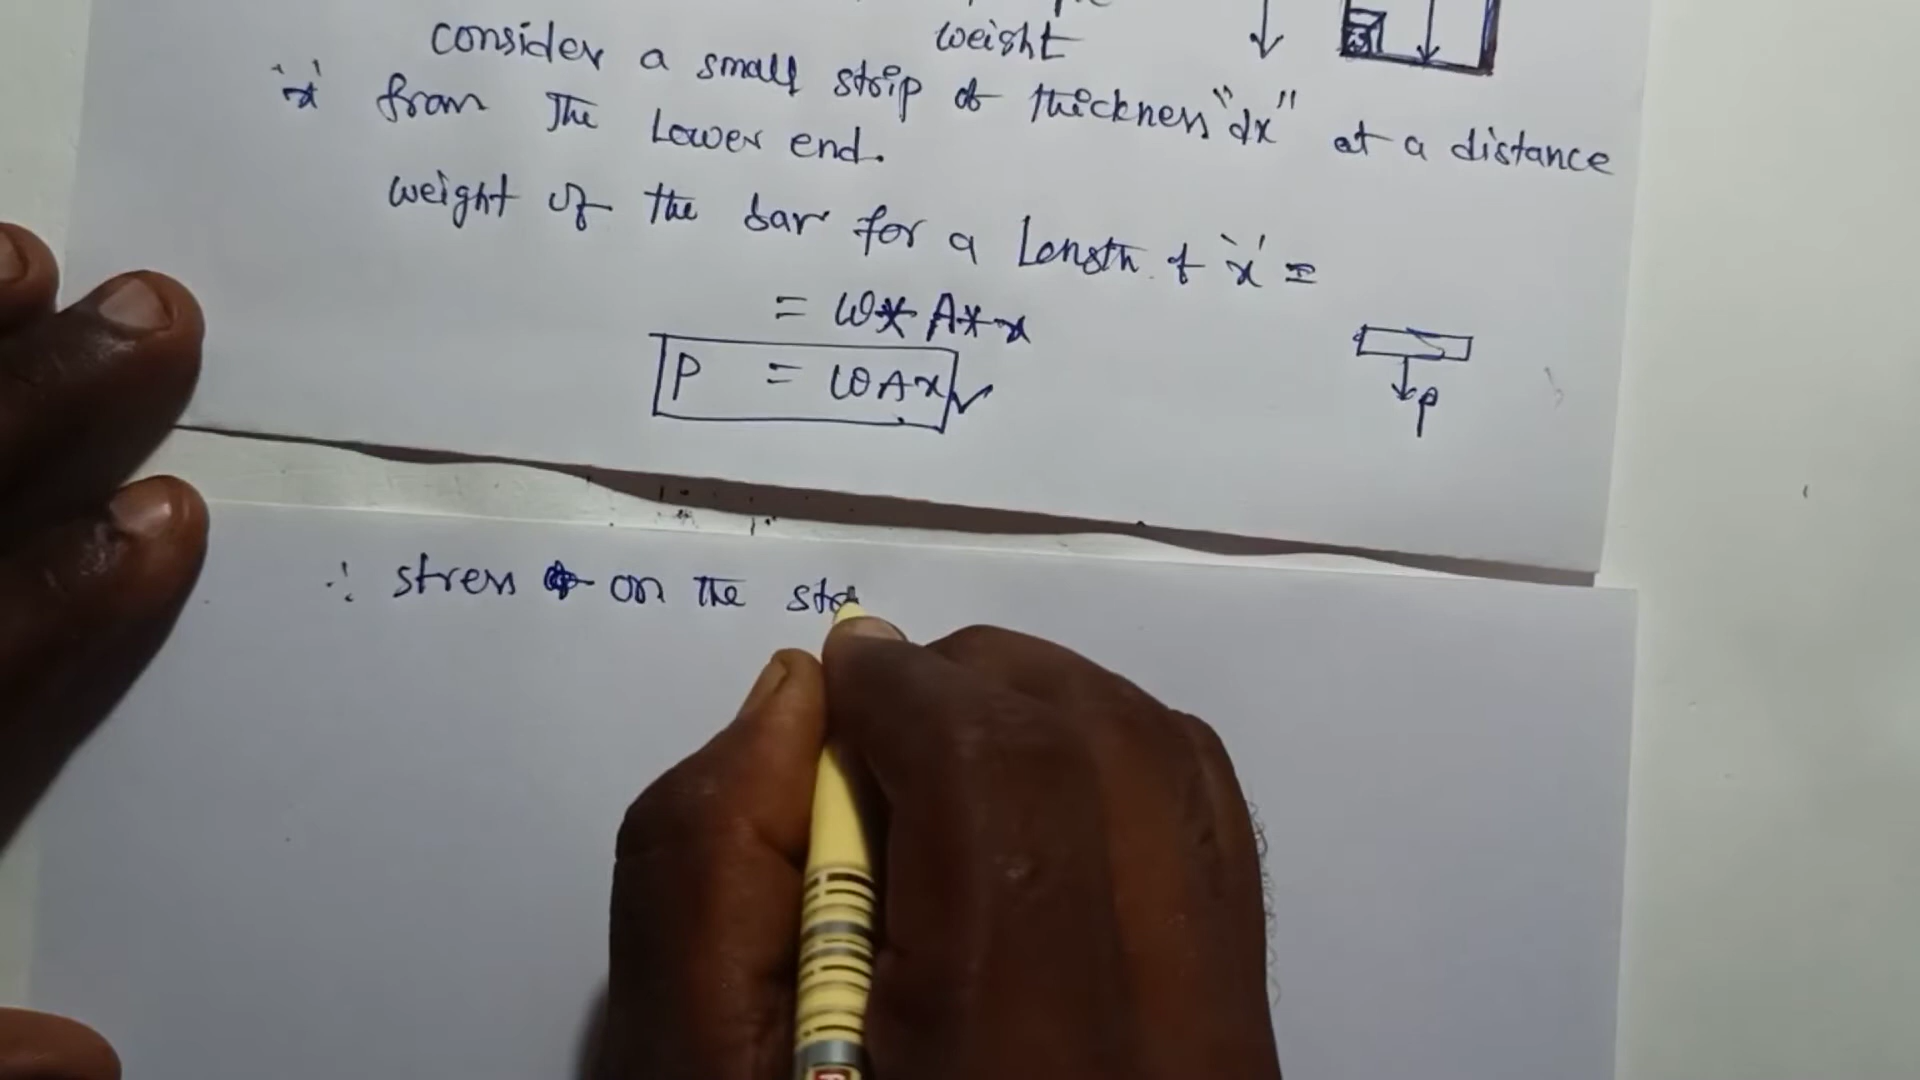 weight
consider a small strip of thickness "dx" at a distance
'x' from The Lower end.
weight of the bar for a Length of 'x' =
= W* A* x
P = WAx ✓
P
∴ stress on the str